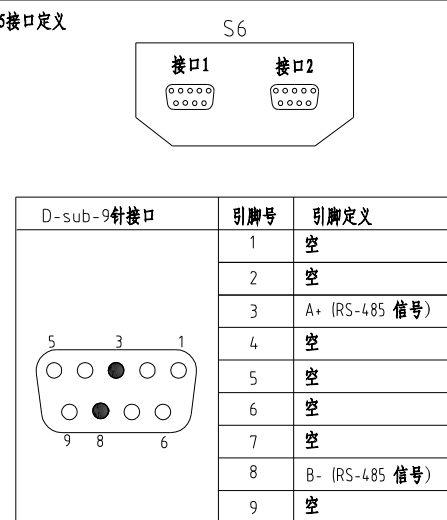 接口定义
S6
接口1 接口2
D-sub-9针接口 引脚号 引脚定义
1 空
2 空
3 A+ (RS-485 信号)
4 空
5 空
6 空
7 空
8 B- (RS-485 信号)
9 空
5 3 1
9 8 6